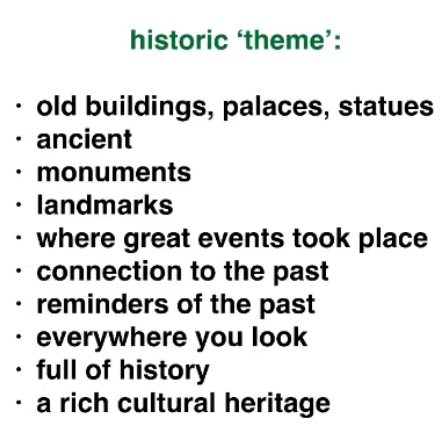 historic ‘theme’:
· old buildings, palaces, statues
· ancient
· monuments
· landmarks
· where great events took place
· connection to the past
· reminders of the past
· everywhere you look
· full of history
· a rich cultural heritage